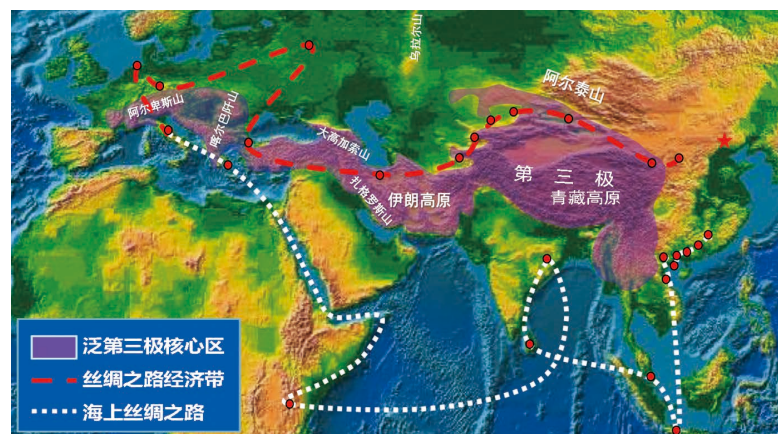 乌拉尔山
阿尔泰山
阿尔卑斯山
喀尔巴阡山
大高加索山
扎格罗斯山
伊朗高原
第三极
青藏高原
泛第三极核心区
丝绸之路经济带
海上丝绸之路